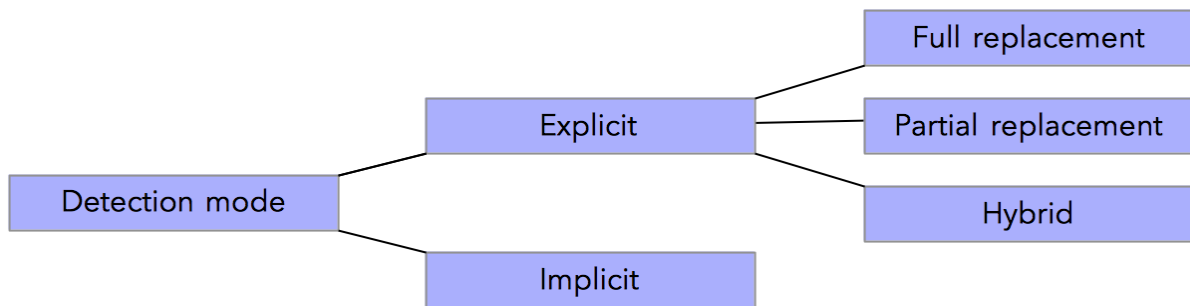 Full replacement
Explicit
Partial replacement
Detection mode
Hybrid
Implicit